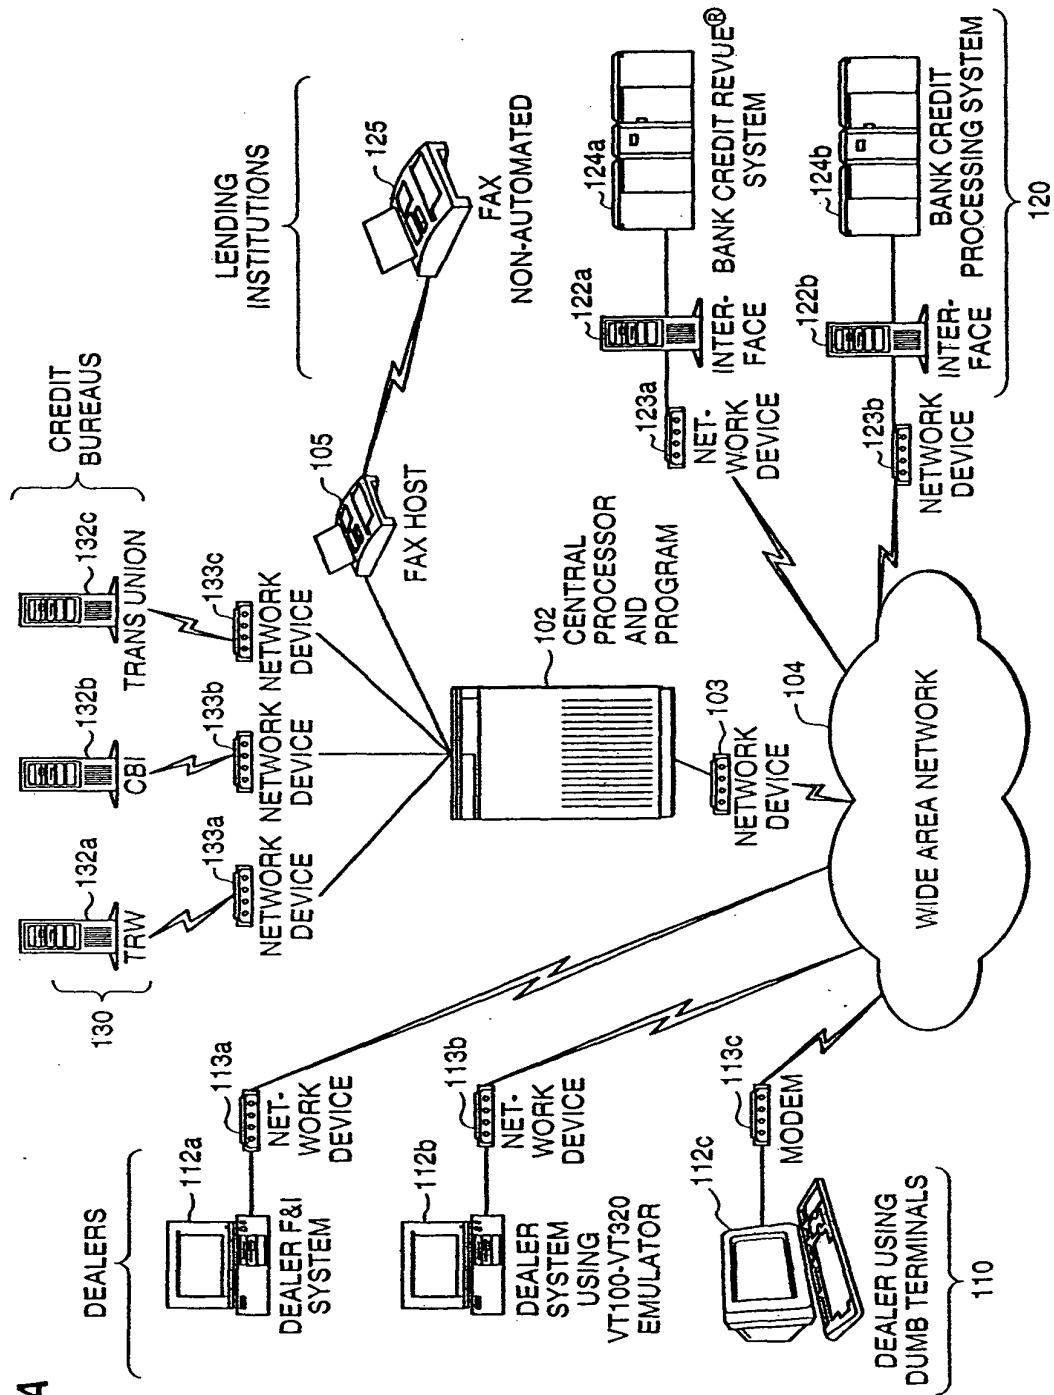 A
DEALERS
112a
113a
DEALER F&I
SYSTEM
NET-
WORK
DEVICE
112b
113b
DEALER
SYSTEM
USING
VT100-VT320
EMULATOR
NET-
WORK
DEVICE
112c
113c
MODEM
DEALER USING
DUMB TERMINALS
110
CREDIT
BUREAUS
132a
132b
132c
TRW
CBI
TRANS UNION
130
133a
133b
133c
NETWORK
DEVICE
NETWORK
DEVICE
NETWORK
DEVICE
105
FAX HOST
102
CENTRAL
PROCESSOR
AND
PROGRAM
103
NETWORK
DEVICE
104
WIDE AREA NETWORK
LENDING
INSTITUTIONS
125
FAX
NON-AUTOMATED
123a
NET-
WORK
DEVICE
122a
INTER-
FACE
124a
BANK CREDIT REVUE®
SYSTEM
123b
NETWORK
DEVICE
122b
INTER-
FACE
124b
BANK CREDIT
PROCESSING SYSTEM
120